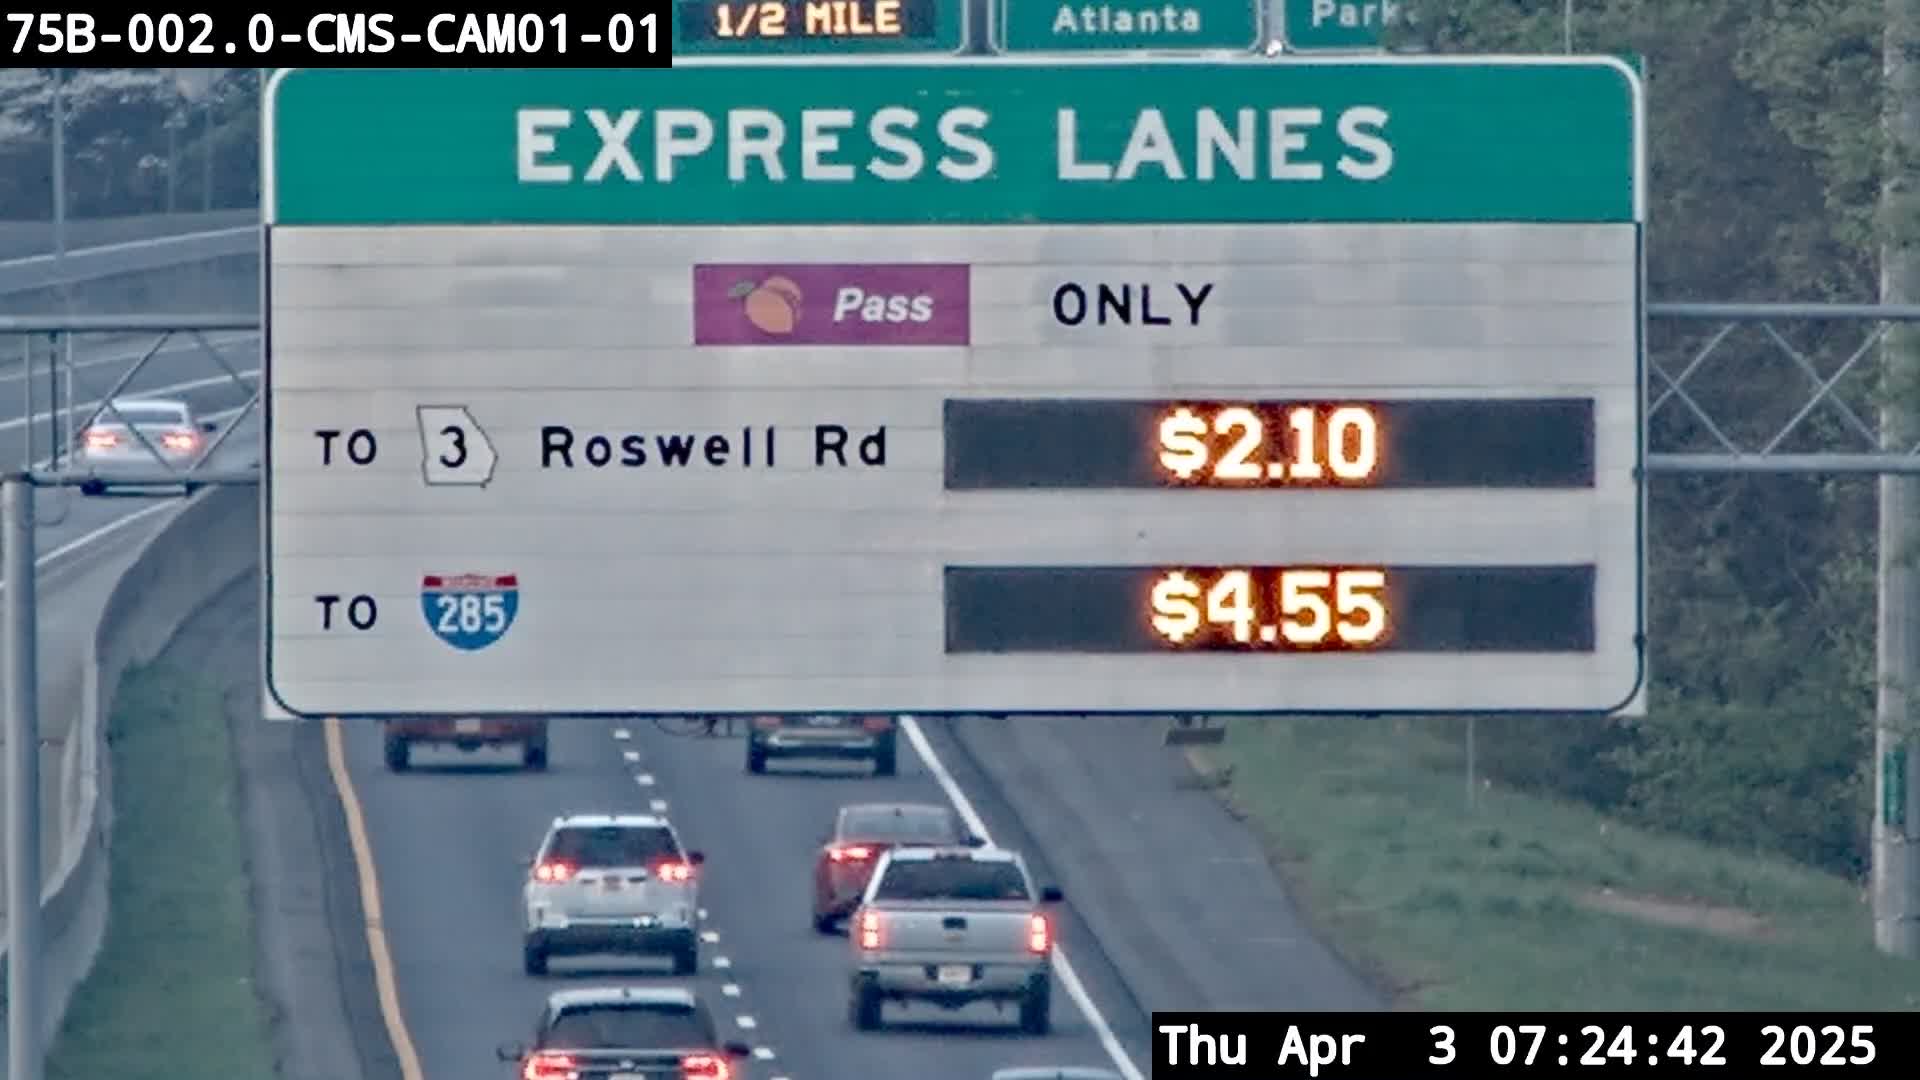 75B-002.0-CMS-CAM01-01
1/2 MILE
Atlanta
Park
EXPRESS LANES
Pass ONLY
TO 3 Roswell Rd $2.10
TO 285 $4.55
Thu Apr 3 07:24:42 2025